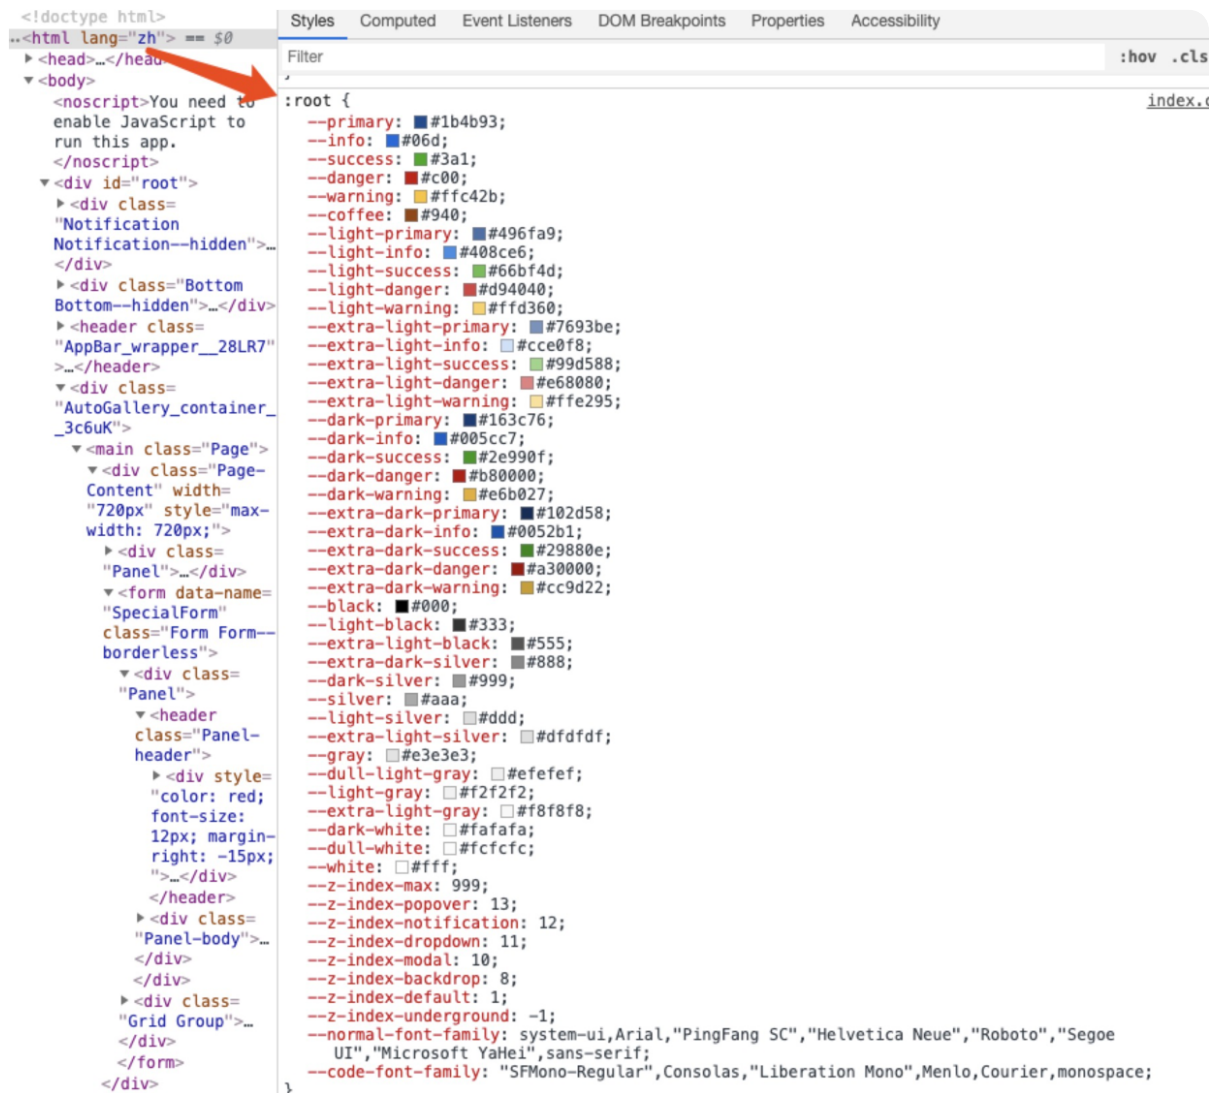 <!doctype html>
…<html lang="zh"> == $0
▶<head>…</head
▼<body>
<noscript>You need to
enable JavaScript to
run this app.
</noscript>
▼<div id="root">
▶<div class=
"Notification
Notification--hidden">…
</div>
▶<div class="Bottom
Bottom--hidden">…</div>
▶<header class=
"AppBar_wrapper__28LR7"
>…</header>
▼<div class=
"AutoGallery_container_
_3c6uK">
▼<main class="Page">
▼<div class="Page-
Content" width=
"720px" style="max-
width: 720px;">
▶<div class=
"Panel">…</div>
▼<form data-name=
"SpecialForm"
class="Form Form--
borderless">
▼<div class=
"Panel">
▼<header
class="Panel-
header">
▶<div style=
"color: red;
font-size:
12px; margin-
right: -15px;
">…</div>
</header>
▶<div class=
"Panel-body">…
</div>
</div>
▶<div class=
"Grid Group">…
</div>
</form>
</div>
Styles Computed Event Listeners DOM Breakpoints Properties Accessibility
Filter :hov .cls
}
:root { index.c
--primary: #1b4b93;
--info: #06d;
--success: #3a1;
--danger: #c00;
--warning: #ffc42b;
--coffee: #940;
--light-primary: #496fa9;
--light-info: #408ce6;
--light-success: #66bf4d;
--light-danger: #d94040;
--light-warning: #ffd360;
--extra-light-primary: #7693be;
--extra-light-info: #cce0f8;
--extra-light-success: #99d588;
--extra-light-danger: #e68080;
--extra-light-warning: #ffe295;
--dark-primary: #163c76;
--dark-info: #005cc7;
--dark-success: #2e990f;
--dark-danger: #b80000;
--dark-warning: #e6b027;
--extra-dark-primary: #102d58;
--extra-dark-info: #0052b1;
--extra-dark-success: #29880e;
--extra-dark-danger: #a30000;
--extra-dark-warning: #cc9d22;
--black: #000;
--light-black: #333;
--extra-light-black: #555;
--extra-dark-silver: #888;
--dark-silver: #999;
--silver: #aaa;
--light-silver: #ddd;
--extra-light-silver: #dfdfdf;
--gray: #e3e3e3;
--dull-light-gray: #efefef;
--light-gray: #f2f2f2;
--extra-light-gray: #f8f8f8;
--dark-white: #fafafa;
--dull-white: #fcfcfc;
--white: #fff;
--z-index-max: 999;
--z-index-popover: 13;
--z-index-notification: 12;
--z-index-dropdown: 11;
--z-index-modal: 10;
--z-index-backdrop: 8;
--z-index-default: 1;
--z-index-underground: -1;
--normal-font-family: system-ui,Arial,"PingFang SC","Helvetica Neue","Roboto","Segoe
UI","Microsoft YaHei",sans-serif;
--code-font-family: "SFMono-Regular",Consolas,"Liberation Mono",Menlo,Courier,monospace;
}